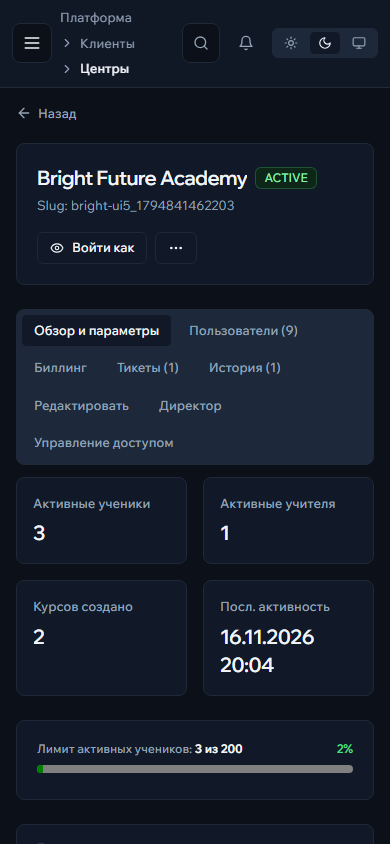 Платформа
Клиенты
Центры
Назад
Bright Future Academy ACTIVE
Slug: bright-ui5_1794841462203
Войти как
Обзор и параметры Пользователи (9)
Биллинг Тикеты (1) История (1)
Редактировать Директор
Управление доступом
Активные ученики
3
Активные учителя
1
Курсов создано
2
Посл. активность
16.11.2026
20:04
Лимит активных учеников: 3 из 200 2%